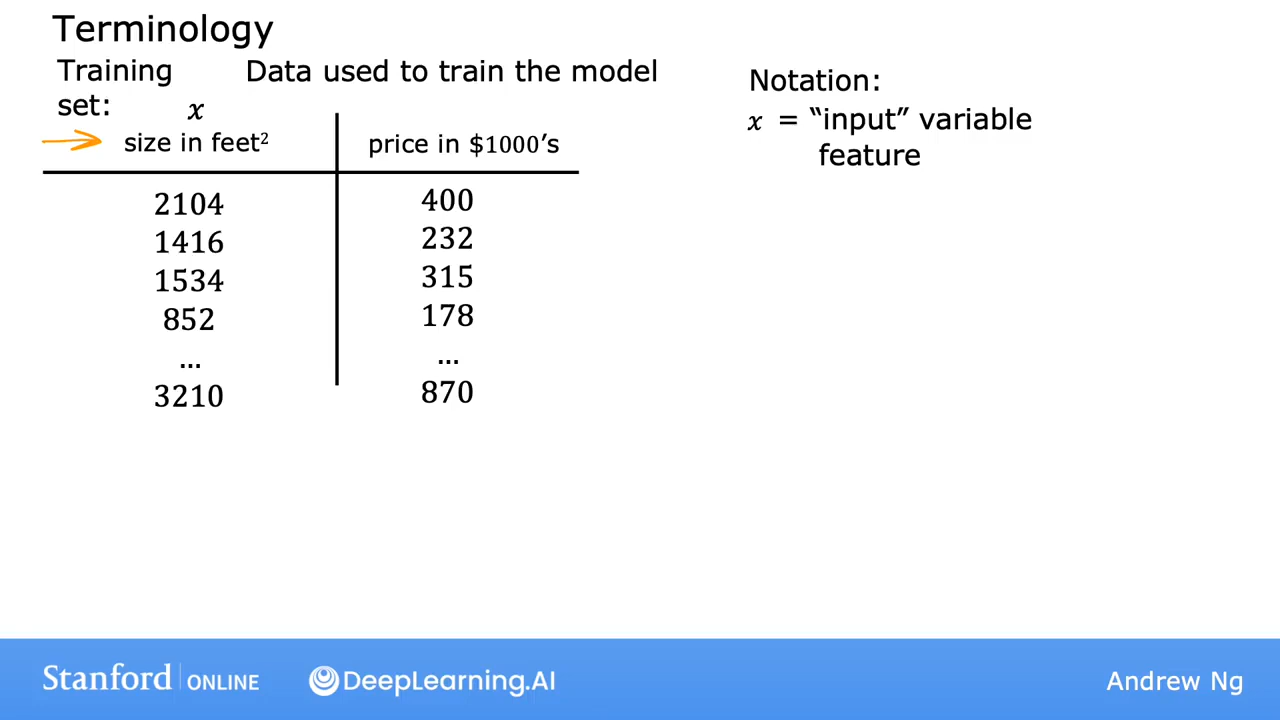 Terminology
Training set: Data used to train the model
x
size in feet² price in $1000's
2104 400
1416 232
1534 315
852 178
... ...
3210 870
Notation:
x = “input” variable
feature
Stanford ONLINE DeepLearning.AI Andrew Ng